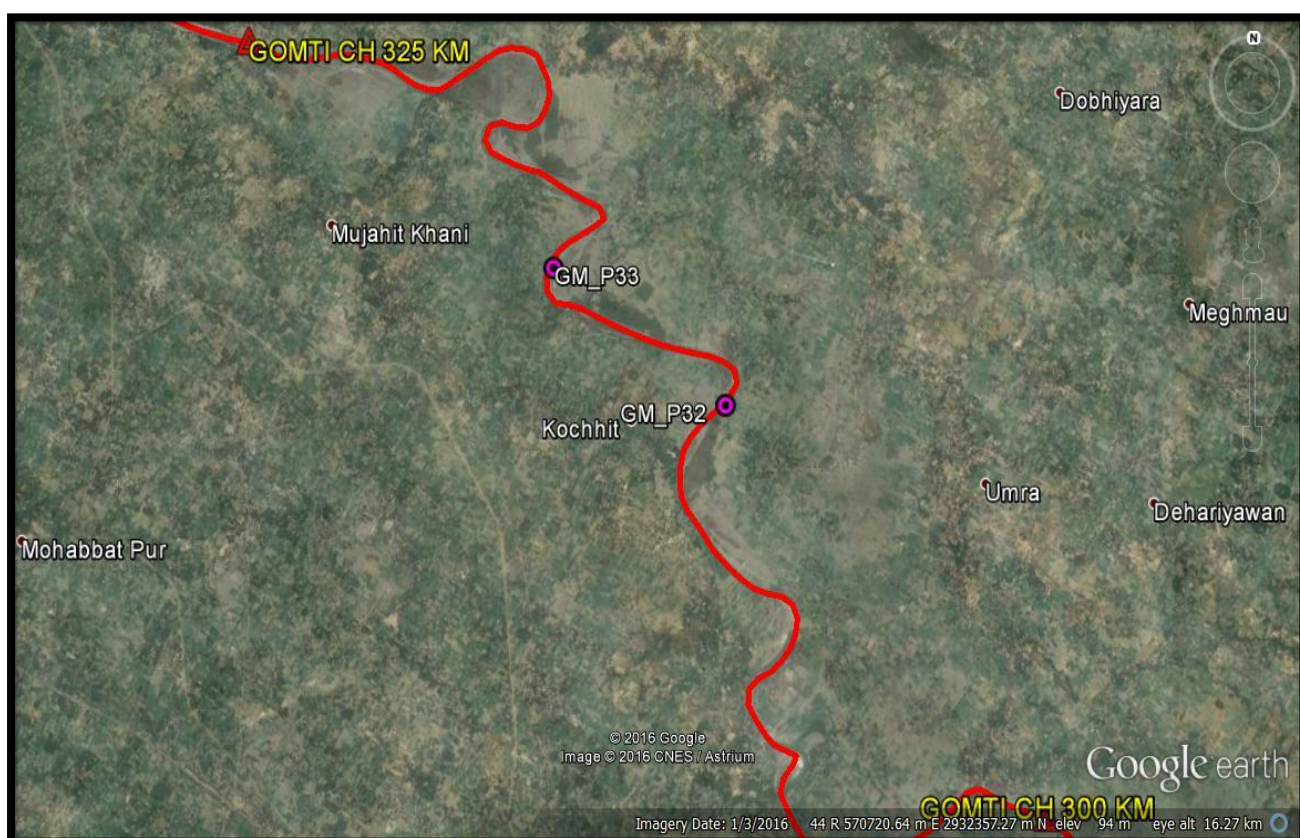 GOMTI CH 325 KM
N
Dobhiyara
Mujahit Khani
GM_P33
Meghmau
GM_P32
Kochhit
Umra
Dehariyawan
Mohabbat Pur
© 2016 Google
Image © 2016 CNES / Astrium
Google earth
GOMTI CH 300 KM
Imagery Date: 1/3/2016 44 R 570720.64 m E 2932357.27 m N elev 94 m eye alt 16.27 km